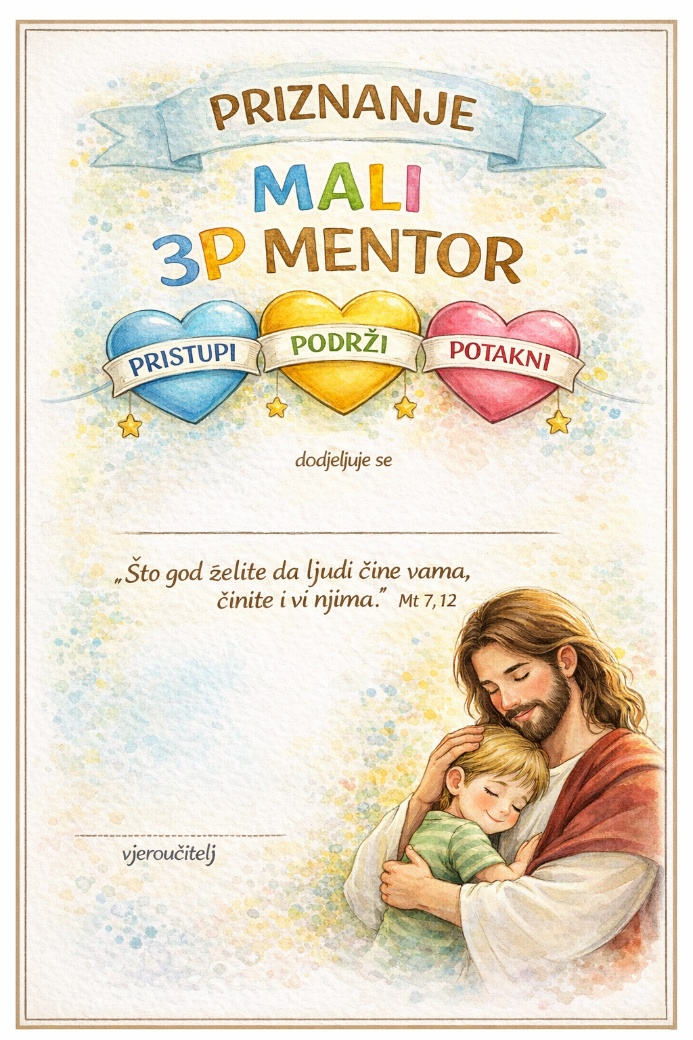 PRIZNANJE
MALI
3P MENTOR
PRISTUPI PODRŽI POTAKNI
dodjeljuje se
„Što god želite da ljudi čine vama,
činite i vi njima.” Mt 7,12
vjeroučitelj